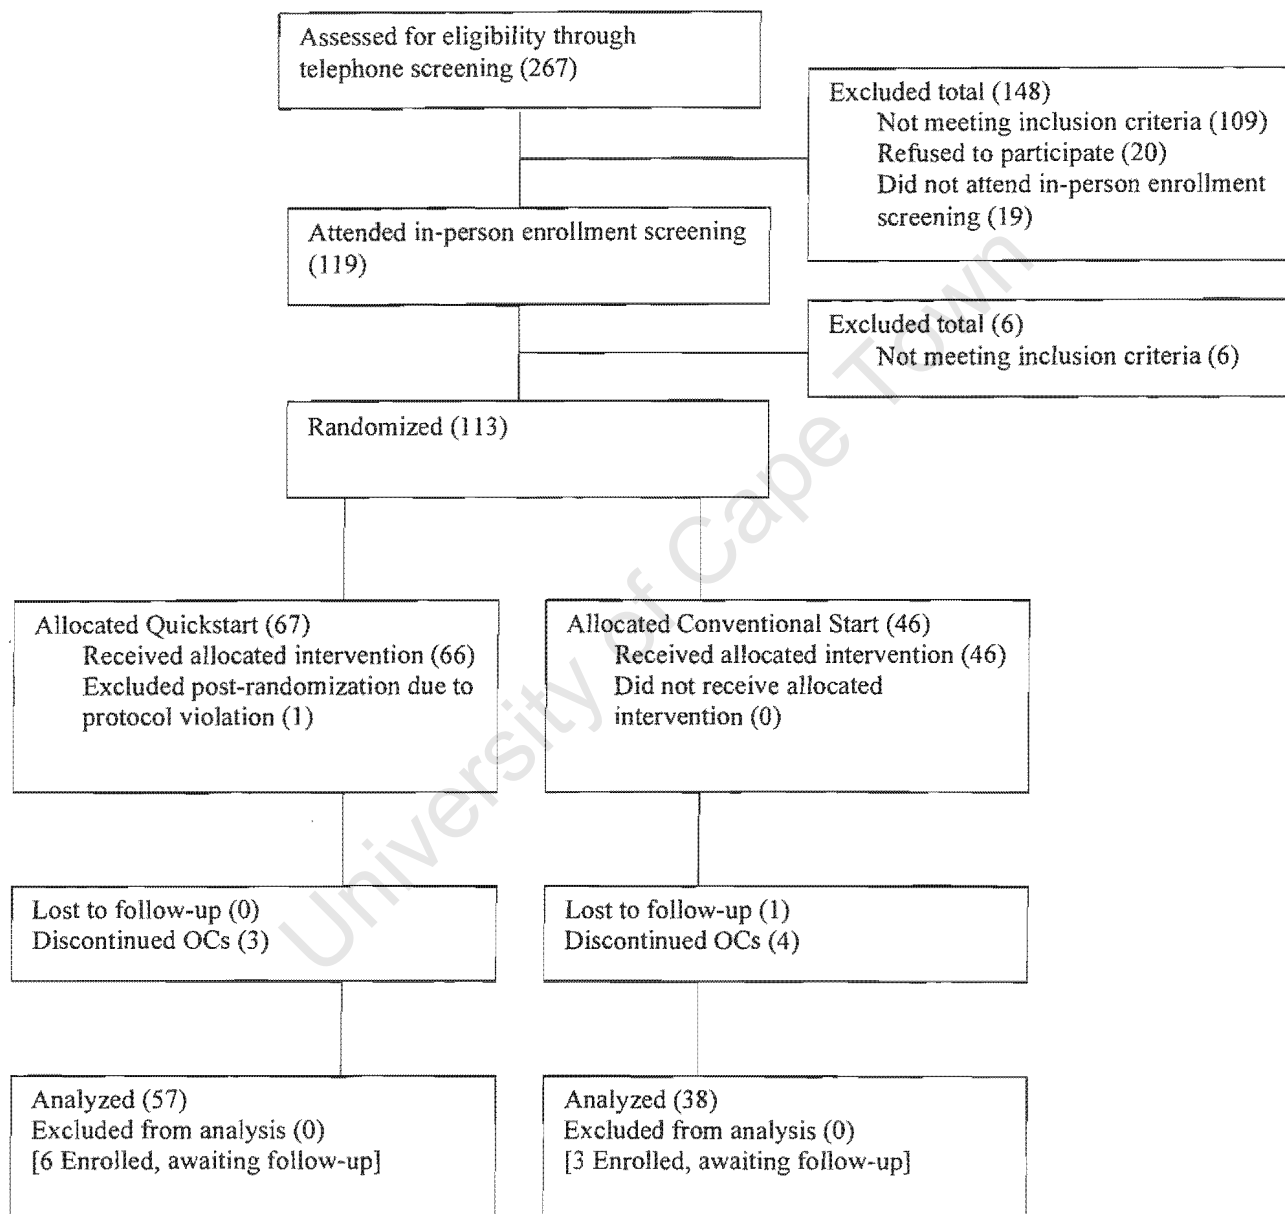 Assessed for eligibility through
telephone screening (267)
Excluded total (148)
Not meeting inclusion criteria (109)
Refused to participate (20)
Did not attend in-person enrollment
screening (19)
Attended in-person enrollment screening
(119)
Excluded total (6)
Not meeting inclusion criteria (6)
Randomized (113)
Allocated Quickstart (67)
Received allocated intervention (66)
Excluded post-randomization due to
protocol violation (1)
Allocated Conventional Start (46)
Received allocated intervention (46)
Did not receive allocated
intervention (0)
Lost to follow-up (0)
Discontinued OCs (3)
Lost to follow-up (1)
Discontinued OCs (4)
Analyzed (57)
Excluded from analysis (0)
[6 Enrolled, awaiting follow-up]
Analyzed (38)
Excluded from analysis (0)
[3 Enrolled, awaiting follow-up]
University of Cape Town